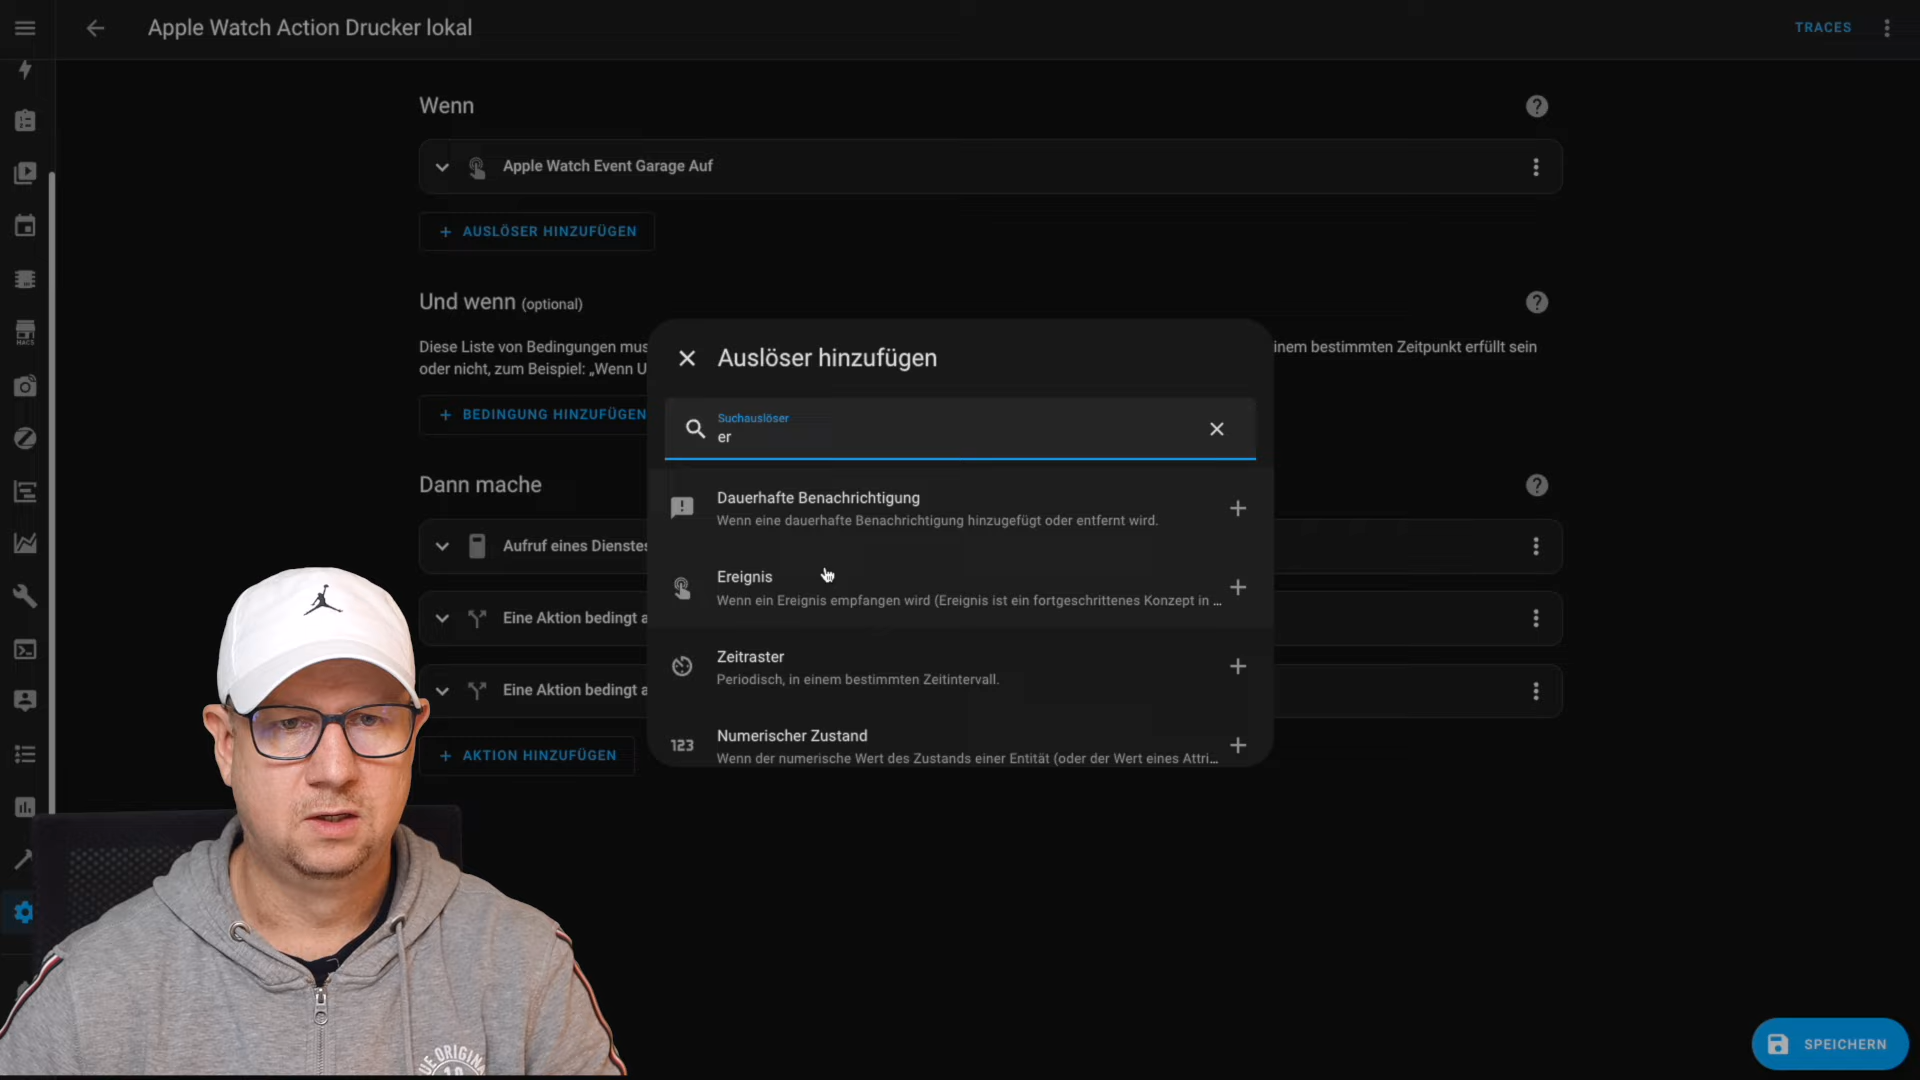 Apple Watch Action Drucker lokal
TRACES
Wenn
Apple Watch Event Garage Auf
+ AUSLÖSER HINZUFÜGEN
Und wenn (optional)
Diese Liste von Bedingungen mus
inem bestimmten Zeitpunkt erfüllt sein
oder nicht, zum Beispiel: „Wenn U
+ BEDINGUNG HINZUFÜGEN
Dann mache
Aufruf eines Dienstes
Eine Aktion bedingt a
Eine Aktion bedingt a
+ AKTION HINZUFÜGEN
Auslöser hinzufügen
Suchauslöser
er
Dauerhafte Benachrichtigung
Wenn eine dauerhafte Benachrichtigung hinzugefügt oder entfernt wird.
Ereignis
Wenn ein Ereignis empfangen wird (Ereignis ist ein fortgeschrittenes Konzept in ...
Zeitraster
Periodisch, in einem bestimmten Zeitintervall.
123
Numerischer Zustand
Wenn der numerische Wert des Zustands einer Entität (oder der Wert eines Attri...
HACS
UE ORIGIN
SPEICHERN